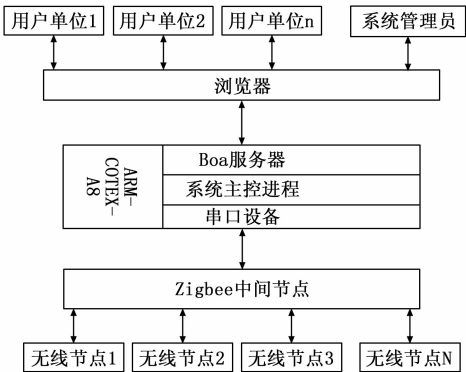 用户单位1
用户单位2
用户单位n
系统管理员
浏览器
ARM-
COTEX-
A8
Boa服务器
系统主控进程
串口设备
Zigbee中间节点
无线节点1
无线节点2
无线节点3
无线节点N